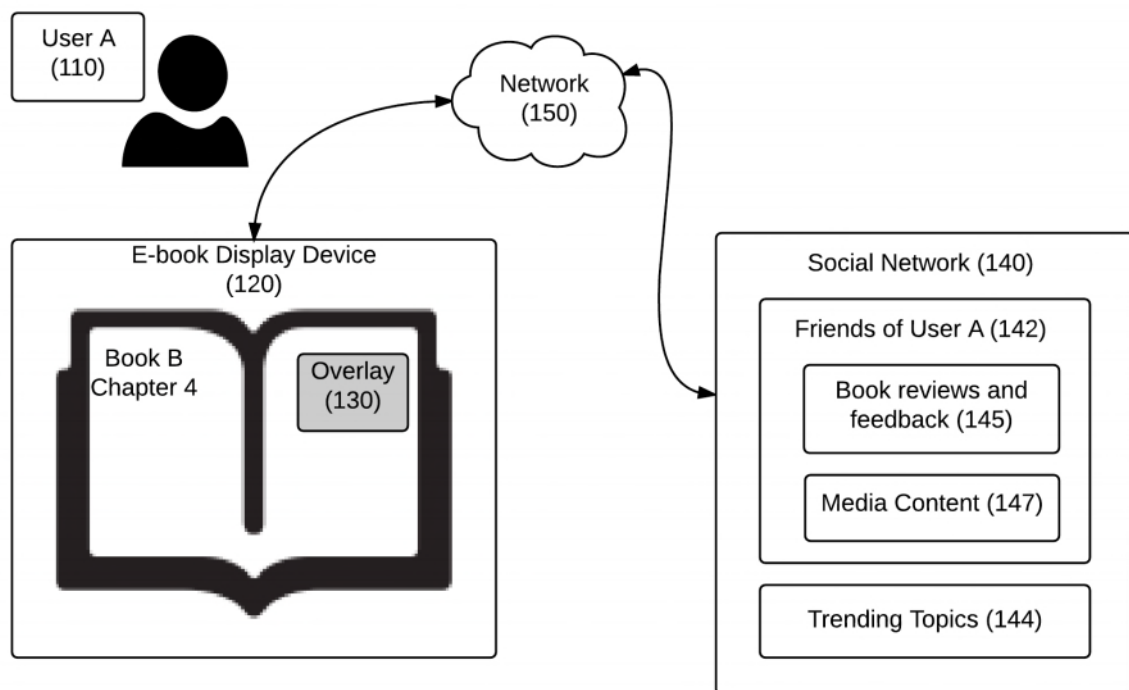 User A
(110)
Network
(150)
E-book Display Device
(120)
Book B
Chapter 4
Overlay
(130)
Social Network (140)
Friends of User A (142)
Book reviews and
feedback (145)
Media Content (147)
Trending Topics (144)